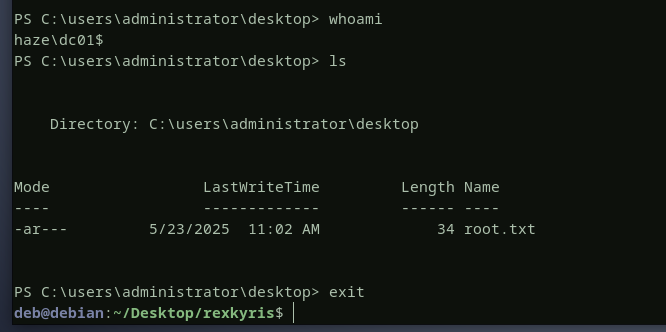 PS C:\users\administrator\desktop> whoami
haze\dc01$
PS C:\users\administrator\desktop> ls
Directory: C:\users\administrator\desktop
Mode                 LastWriteTime         Length Name
----                 -------------         ------ ----
-ar---         5/23/2025  11:02 AM             34 root.txt
PS C:\users\administrator\desktop> exit
deb@debian:~/Desktop/rexkyris$